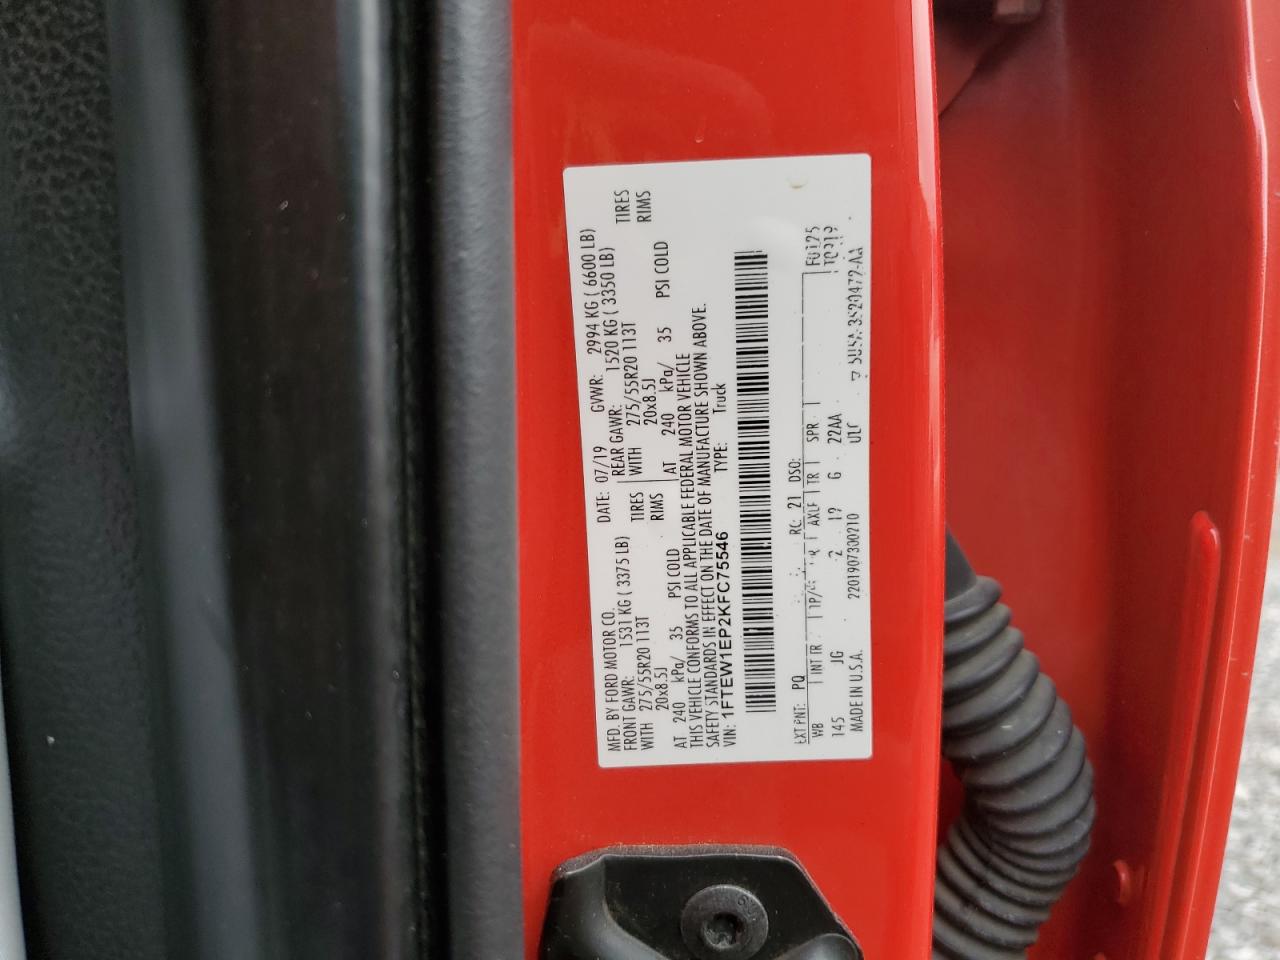 MFD. BY FORD MOTOR CO. DATE: 07/19 GVWR: 2994 KG ( 6600 LB)
FRONT GAWR: 1531 KG ( 3375 LB) REAR GAWR: 1520 KG ( 3350 LB)
WITH 275/55R20 113T TIRES WITH 275/55R20 113T TIRES
20x8.5J RIMS 20x8.5J RIMS
AT 240 kPa/ 35 PSI COLD AT 240 kPa/ 35 PSI COLD
THIS VEHICLE CONFORMS TO ALL APPLICABLE FEDERAL MOTOR VEHICLE
SAFETY STANDARDS IN EFFECT ON THE DATE OF MANUFACTURE SHOWN ABOVE.
VIN: 1FTEW1EP2KFC75546 TYPE: Truck
EXT PNT: PQ RC: 21 DSO:
WB INT TR AXLE TR SPR
145 JG 2 19 G 22AA
MADE IN U.S.A. 2201907300210